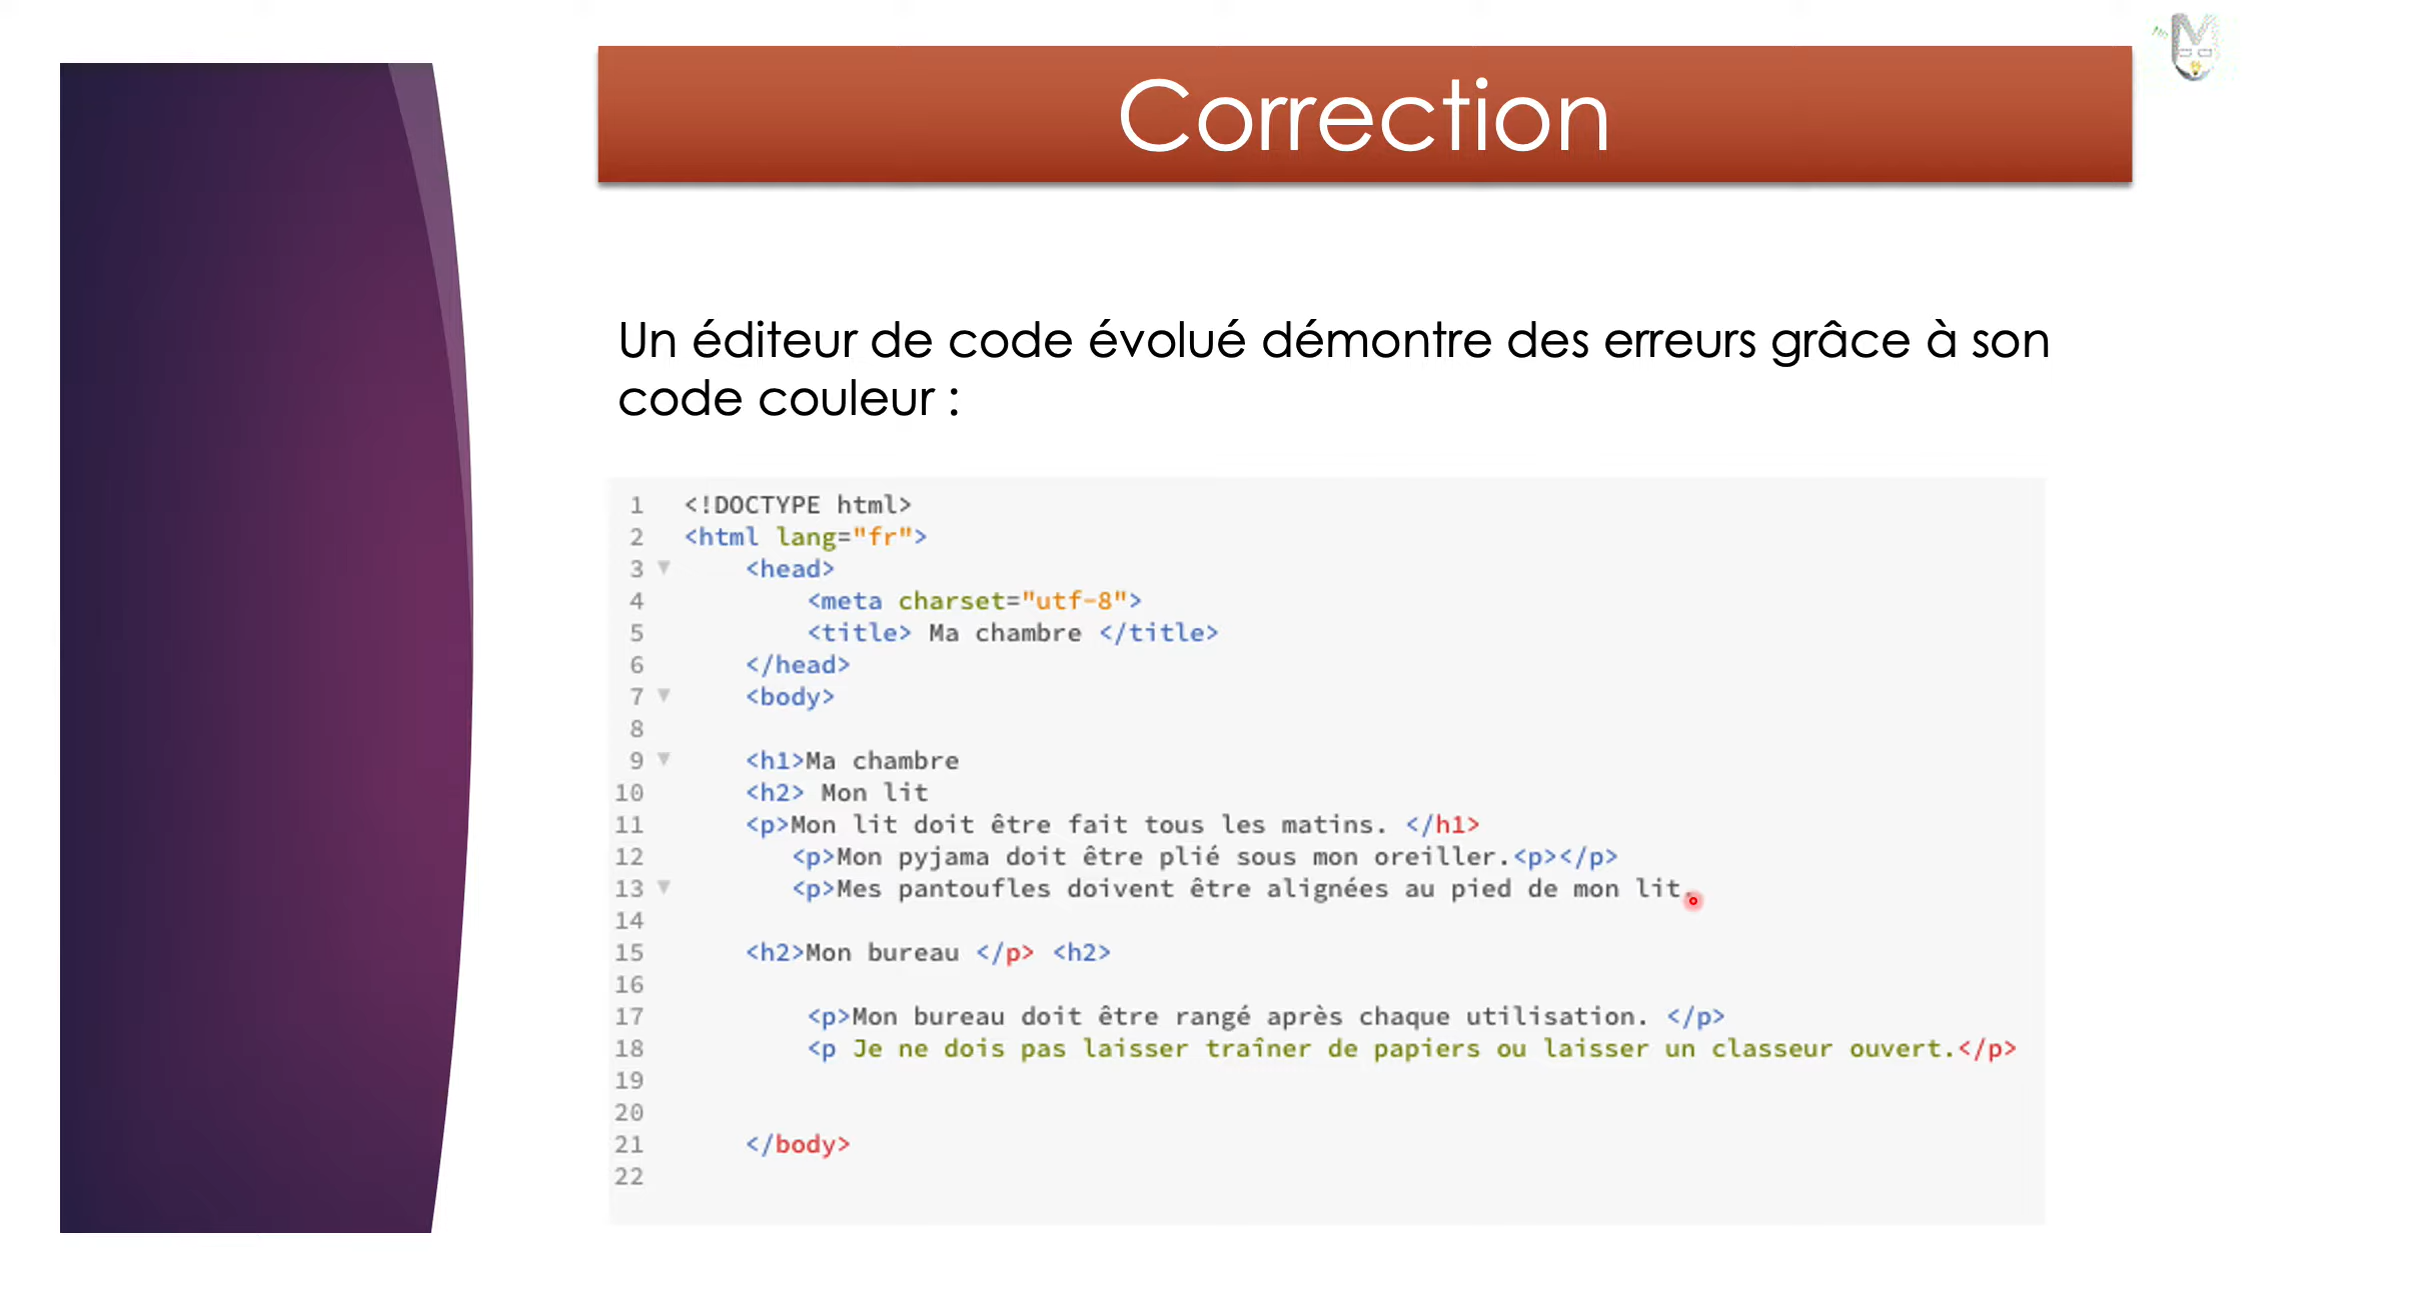 Correction
Un éditeur de code évolué démontre des erreurs grâce à son
code couleur :
1 <!DOCTYPE html>
2 <html lang="fr">
3 <head>
4 <meta charset="utf-8">
5 <title> Ma chambre </title>
6 </head>
7 <body>
8
9 <h1>Ma chambre
10 <h2> Mon lit
11 <p>Mon lit doit être fait tous les matins. </h1>
12 <p>Mon pyjama doit être plié sous mon oreiller.<p></p>
13 <p>Mes pantoufles doivent être alignées au pied de mon lit.
14
15 <h2>Mon bureau </p> <h2>
16
17 <p>Mon bureau doit être rangé après chaque utilisation. </p>
18 <p Je ne dois pas laisser traîner de papiers ou laisser un classeur ouvert.</p>
19
20
21 </body>
22